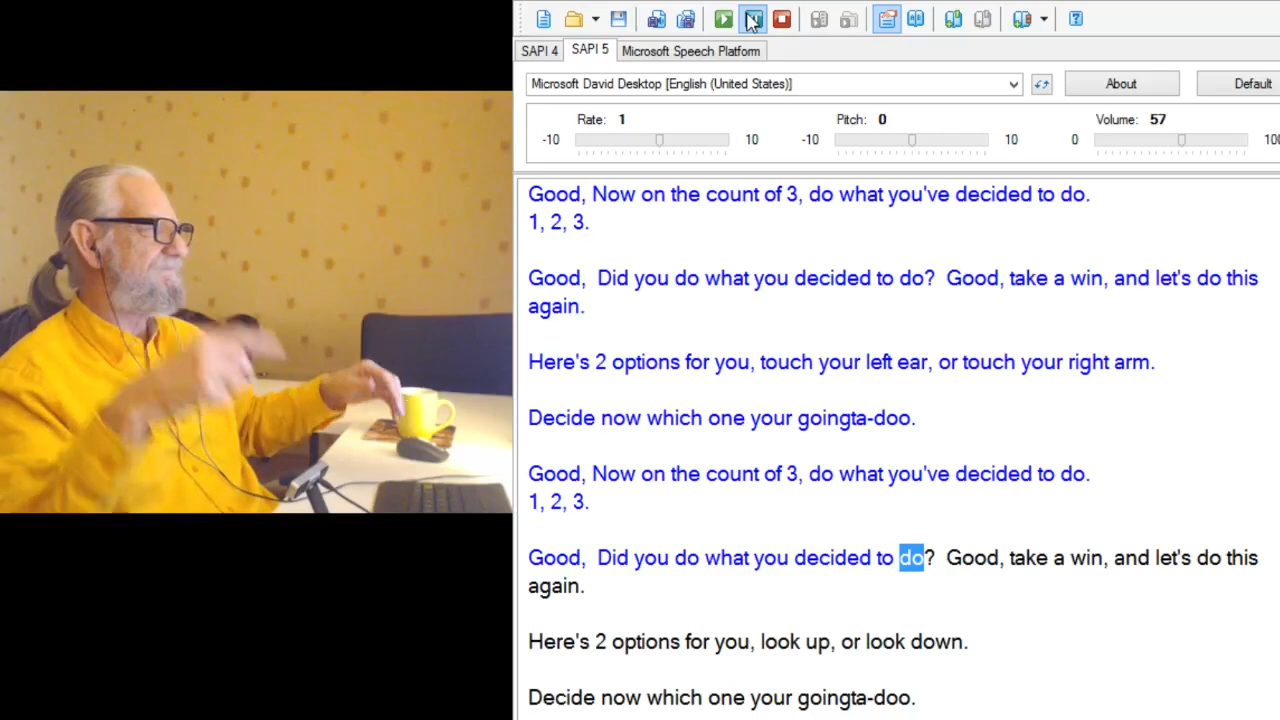 SAPI 4 SAPI 5 Microsoft Speech Platform
Microsoft David Desktop [English (United States)] About Default
Rate: 1 Pitch: 0 Volume: 57
-10 10 -10 10 0 100
Good, Now on the count of 3, do what you've decided to do.
1, 2, 3.
Good,  Did you do what you decided to do?  Good, take a win, and let's do this
again.
Here's 2 options for you, touch your left ear, or touch your right arm.
Decide now which one your goingta-doo.
Good, Now on the count of 3, do what you've decided to do.
1, 2, 3.
Good,  Did you do what you decided to do?  Good, take a win, and let's do this
again.
Here's 2 options for you, look up, or look down.
Decide now which one your goingta-doo.